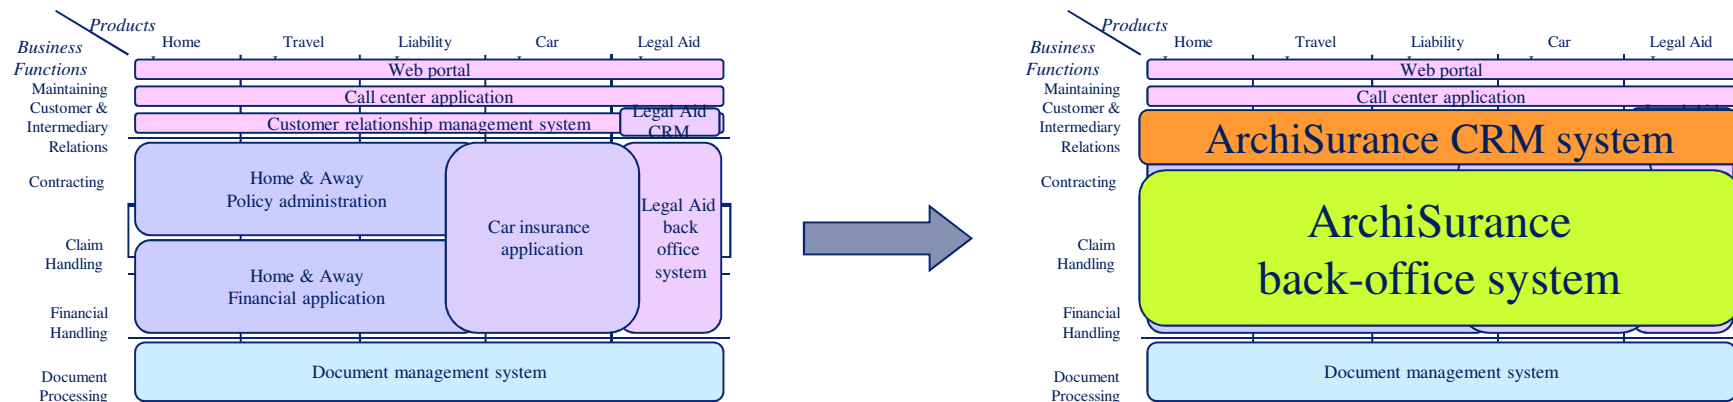 Products
Business
Functions
Home
Travel
Liability
Car
Legal Aid
Web portal
Maintaining
Customer &
Intermediary
Relations
Call center application
Customer relationship management system
Legal Aid
CRM
Contracting
Home & Away
Policy administration
Car insurance
application
Legal Aid
back
office
system
Claim
Handling
Home & Away
Financial application
Financial
Handling
Document management system
Document
Processing
Products
Business
Functions
Home
Travel
Liability
Car
Legal Aid
Web portal
Maintaining
Customer &
Intermediary
Relations
Call center application
ArchiSurance CRM system
Contracting
ArchiSurance
back-office system
Claim
Handling
Financial
Handling
Document management system
Document
Processing